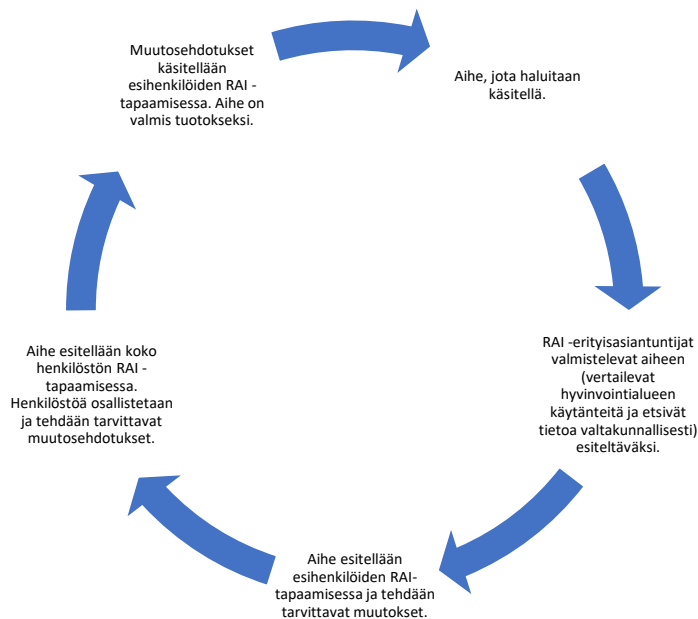 Muutosehdotukset
käsitellään
esihenkilöiden RAI -
tapaamisessa. Aihe on
valmis tuotokseksi.
Aihe, jota haluitaan
käsitellä.
RAI -erityisasiantuntijat
valmistelevat aiheen
(vertailevat
hyvinvointialueen
käytänteitä ja etsivät
tietoa valtakunnallisesti)
esiteltäväksi.
Aihe esitellään
esihenkilöiden RAI-
tapaamisessa ja tehdään
tarvittavat muutokset.
Aihe esitellään koko
henkilöstön RAI -
tapaamisessa.
Henkilöstöä osallistetaan
ja tehdään tarvittavat
muutosehdotukset.